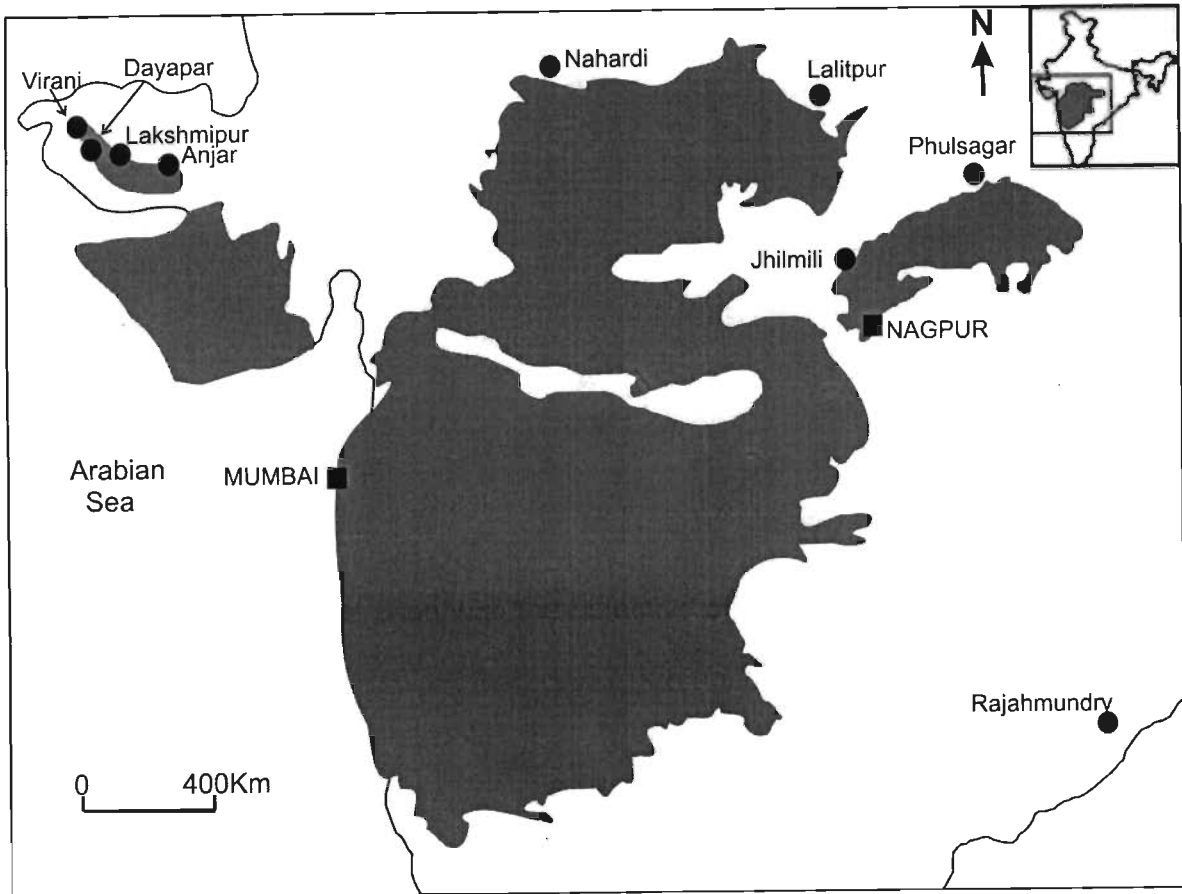 N
Nahardi
Dayapar
Virani
Lalitpur
Lakshmipur
Anjar
Phulsagar
Jhilmili
NAGPUR
Arabian
Sea
MUMBAI
Rajahmundry
0 400Km